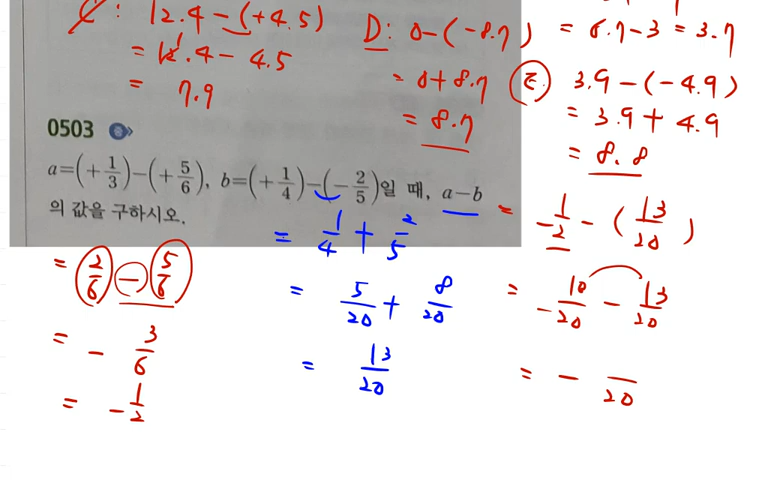 C: 12.4-(+4.5)
= 12.4-4.5
= 7.9
D: 0-(-8.7)
= 0+8.7
= 8.7
= 6.7-3=3.7
ㄹ 3.9-(-4.9)
= 3.9+4.9
= 8.8
0503 중
a=(+1/3)-(+5/6), b=(+1/4)-(-2/5)일 때, a-b
의 값을 구하시오.
= 2/6 - 5/6
= - 3/6
= -1/2
= 1/4 + 2/5
= 5/20 + 8/20
= 13/20
= -1/2 - (13/20)
= -10/20 - 13/20
= - /20